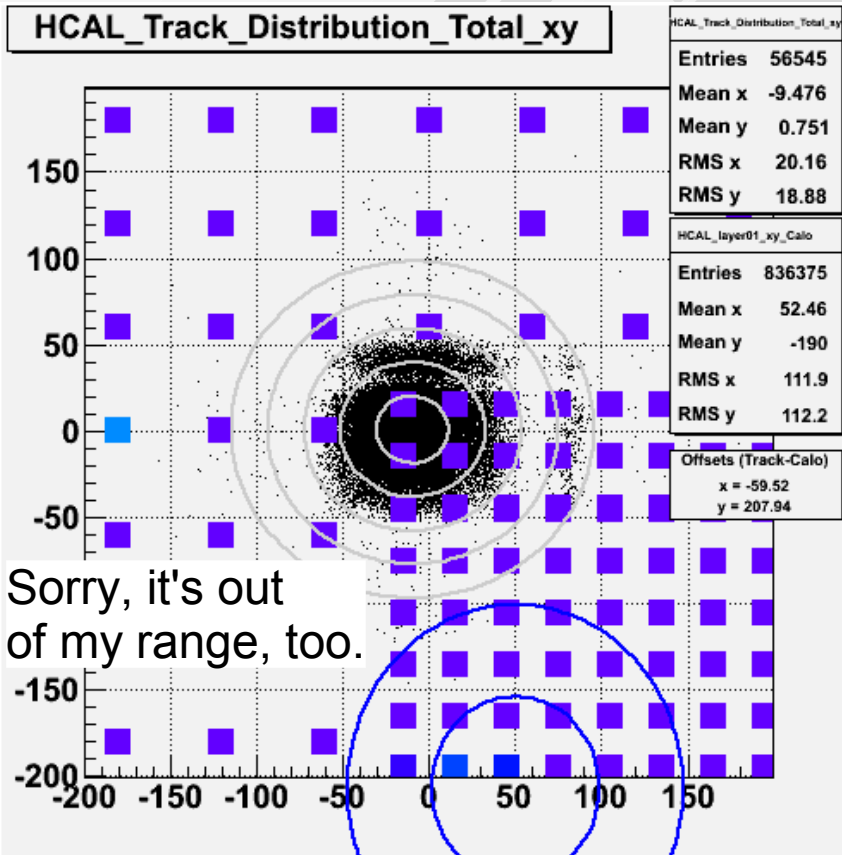 HCAL_Track_Distribution_Total_xy
HCAL_Track_Distribution_Total_xy
Entries 56545
Mean x -9.476
Mean y 0.751
RMS x 20.16
RMS y 18.88
HCAL_layer01_xy_Calo
Entries 836375
Mean x 52.46
Mean y -190
RMS x 111.9
RMS y 112.2
Offsets (Track-Calo)
x = -59.52
y = 207.94
150
100
50
0
-50
Sorry, it's out
of my range, too.
-150
-200
-200 -150 -100 -50 0 50 100 150